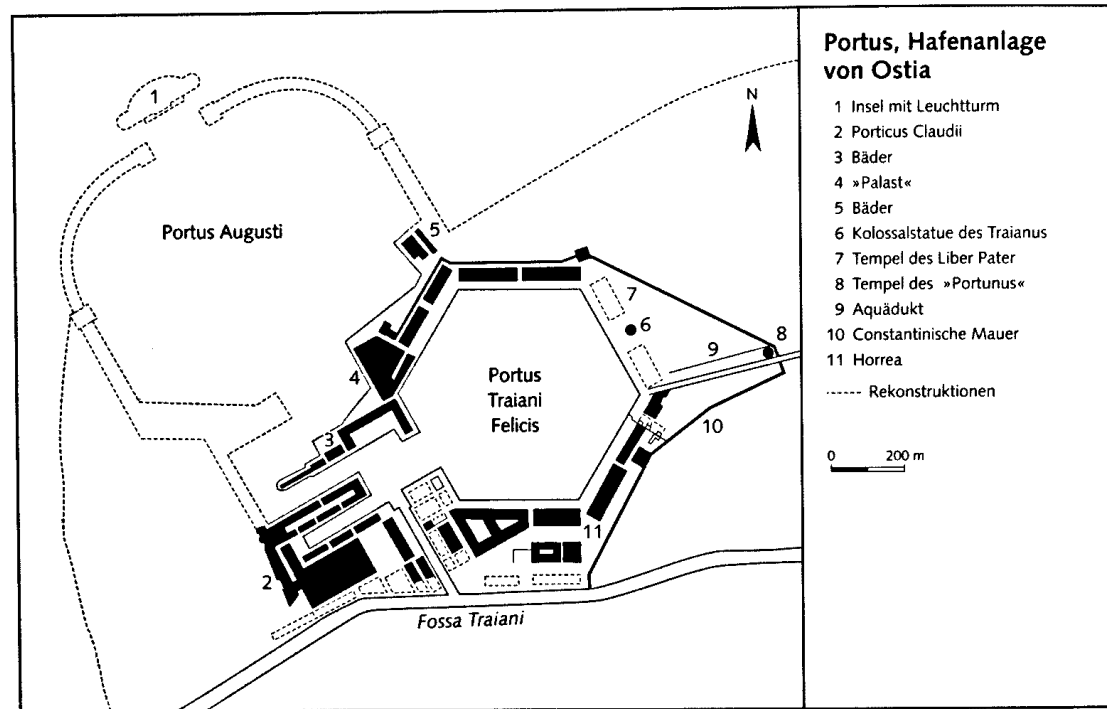 1
Portus Augusti
5
7
6
8
9
4
Portus
Traiani
Felicis
3
10
11
2
Fossa Traiani
N
Portus, Hafenanlage
von Ostia
1 Insel mit Leuchtturm
2 Porticus Claudii
3 Bäder
4 »Palast«
5 Bäder
6 Kolossalstatue des Traianus
7 Tempel des Liber Pater
8 Tempel des »Portunus«
9 Aquädukt
10 Constantinische Mauer
11 Horrea
----- Rekonstruktionen
0 200 m